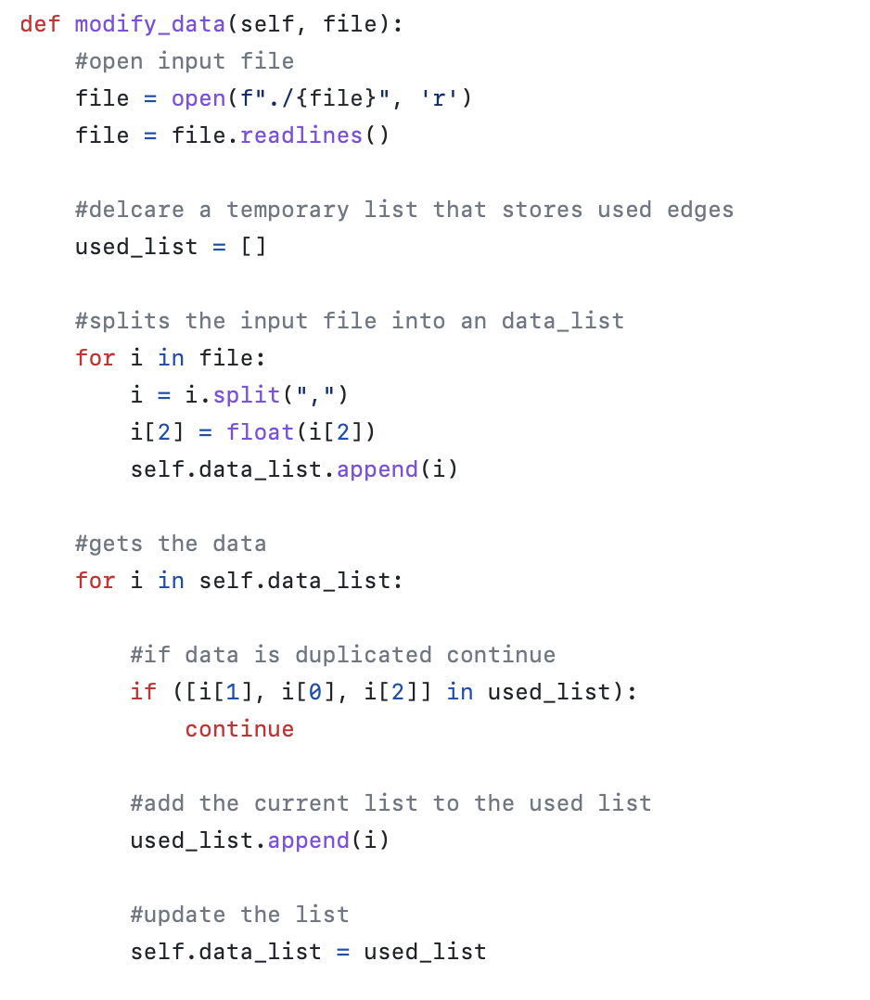 def modify_data(self, file):
    #open input file
    file = open(f"./{file}", 'r')
    file = file.readlines()

    #delcare a temporary list that stores used edges
    used_list = []

    #splits the input file into an data_list
    for i in file:
        i = i.split(",")
        i[2] = float(i[2])
        self.data_list.append(i)

    #gets the data
    for i in self.data_list:

        #if data is duplicated continue
        if ([i[1], i[0], i[2]] in used_list):
            continue

        #add the current list to the used list
        used_list.append(i)

        #update the list
        self.data_list = used_list